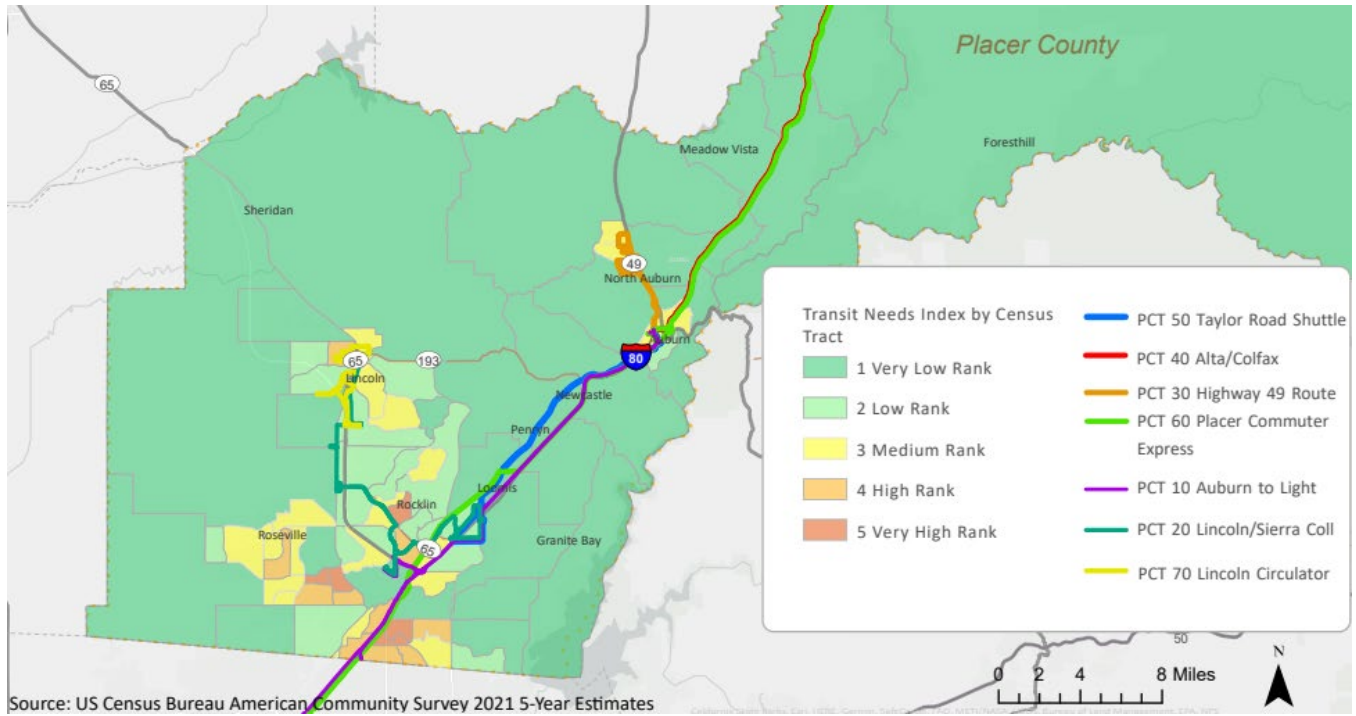 Placer County
65
Foresthill
Meadow Vista
Sheridan
49
North Auburn
Auburn
80
193
65
Lincoln
Newcastle
Penryn
Loomis
Rocklin
Roseville
65
Granite Bay
Transit Needs Index by Census
Tract
1 Very Low Rank
2 Low Rank
3 Medium Rank
4 High Rank
5 Very High Rank
PCT 50 Taylor Road Shuttle
PCT 40 Alta/Colfax
PCT 30 Highway 49 Route
PCT 60 Placer Commuter
Express
PCT 10 Auburn to Light
PCT 20 Lincoln/Sierra Coll
PCT 70 Lincoln Circulator
50
N
0 2 4 8 Miles
Source: US Census Bureau American Community Survey 2021 5-Year Estimates